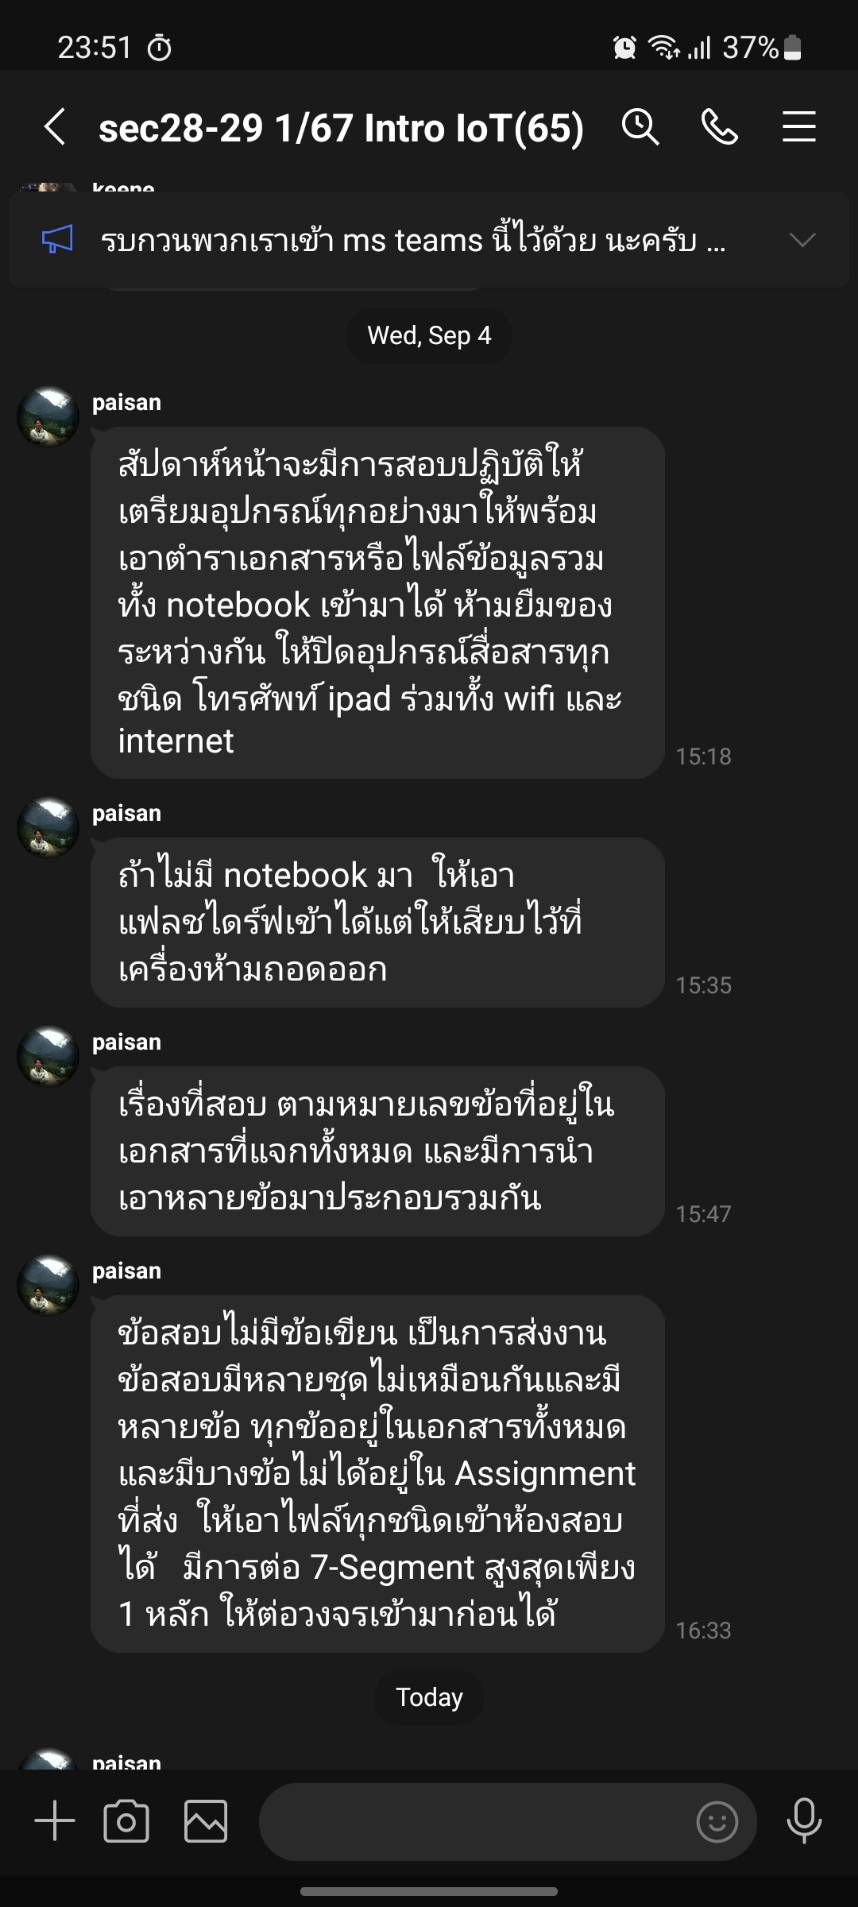 23:51
37%
sec28-29 1/67 Intro IoT(65)
keene
รบกวนพวกเราเข้า ms teams นี้ไว้ด้วย นะครับ ...
Wed, Sep 4
paisan
สัปดาห์หน้าจะมีการสอบปฏิบัติให้
เตรียมอุปกรณ์ทุกอย่างมาให้พร้อม
เอาตำราเอกสารหรือไฟล์ข้อมูลรวม
ทั้ง notebook เข้ามาได้ ห้ามยืมของ
ระหว่างกัน ให้ปิดอุปกรณ์สื่อสารทุก
ชนิด โทรศัพท์ ipad ร่วมทั้ง wifi และ
internet
15:18
paisan
ถ้าไม่มี notebook มา  ให้เอา
แฟลชไดร์ฟเข้าได้แต่ให้เสียบไว้ที่
เครื่องห้ามถอดออก
15:35
paisan
เรื่องที่สอบ ตามหมายเลขข้อที่อยู่ใน
เอกสารที่แจกทั้งหมด และมีการนำ
เอาหลายข้อมาประกอบรวมกัน
15:47
paisan
ข้อสอบไม่มีข้อเขียน เป็นการส่งงาน
ข้อสอบมีหลายชุดไม่เหมือนกันและมี
หลายข้อ ทุกข้ออยู่ในเอกสารทั้งหมด
และมีบางข้อไม่ได้อยู่ใน Assignment
ที่ส่ง  ให้เอาไฟล์ทุกชนิดเข้าห้องสอบ
ได้   มีการต่อ 7-Segment สูงสุดเพียง
1 หลัก ให้ต่อวงจรเข้ามาก่อนได้
16:33
Today
paisan